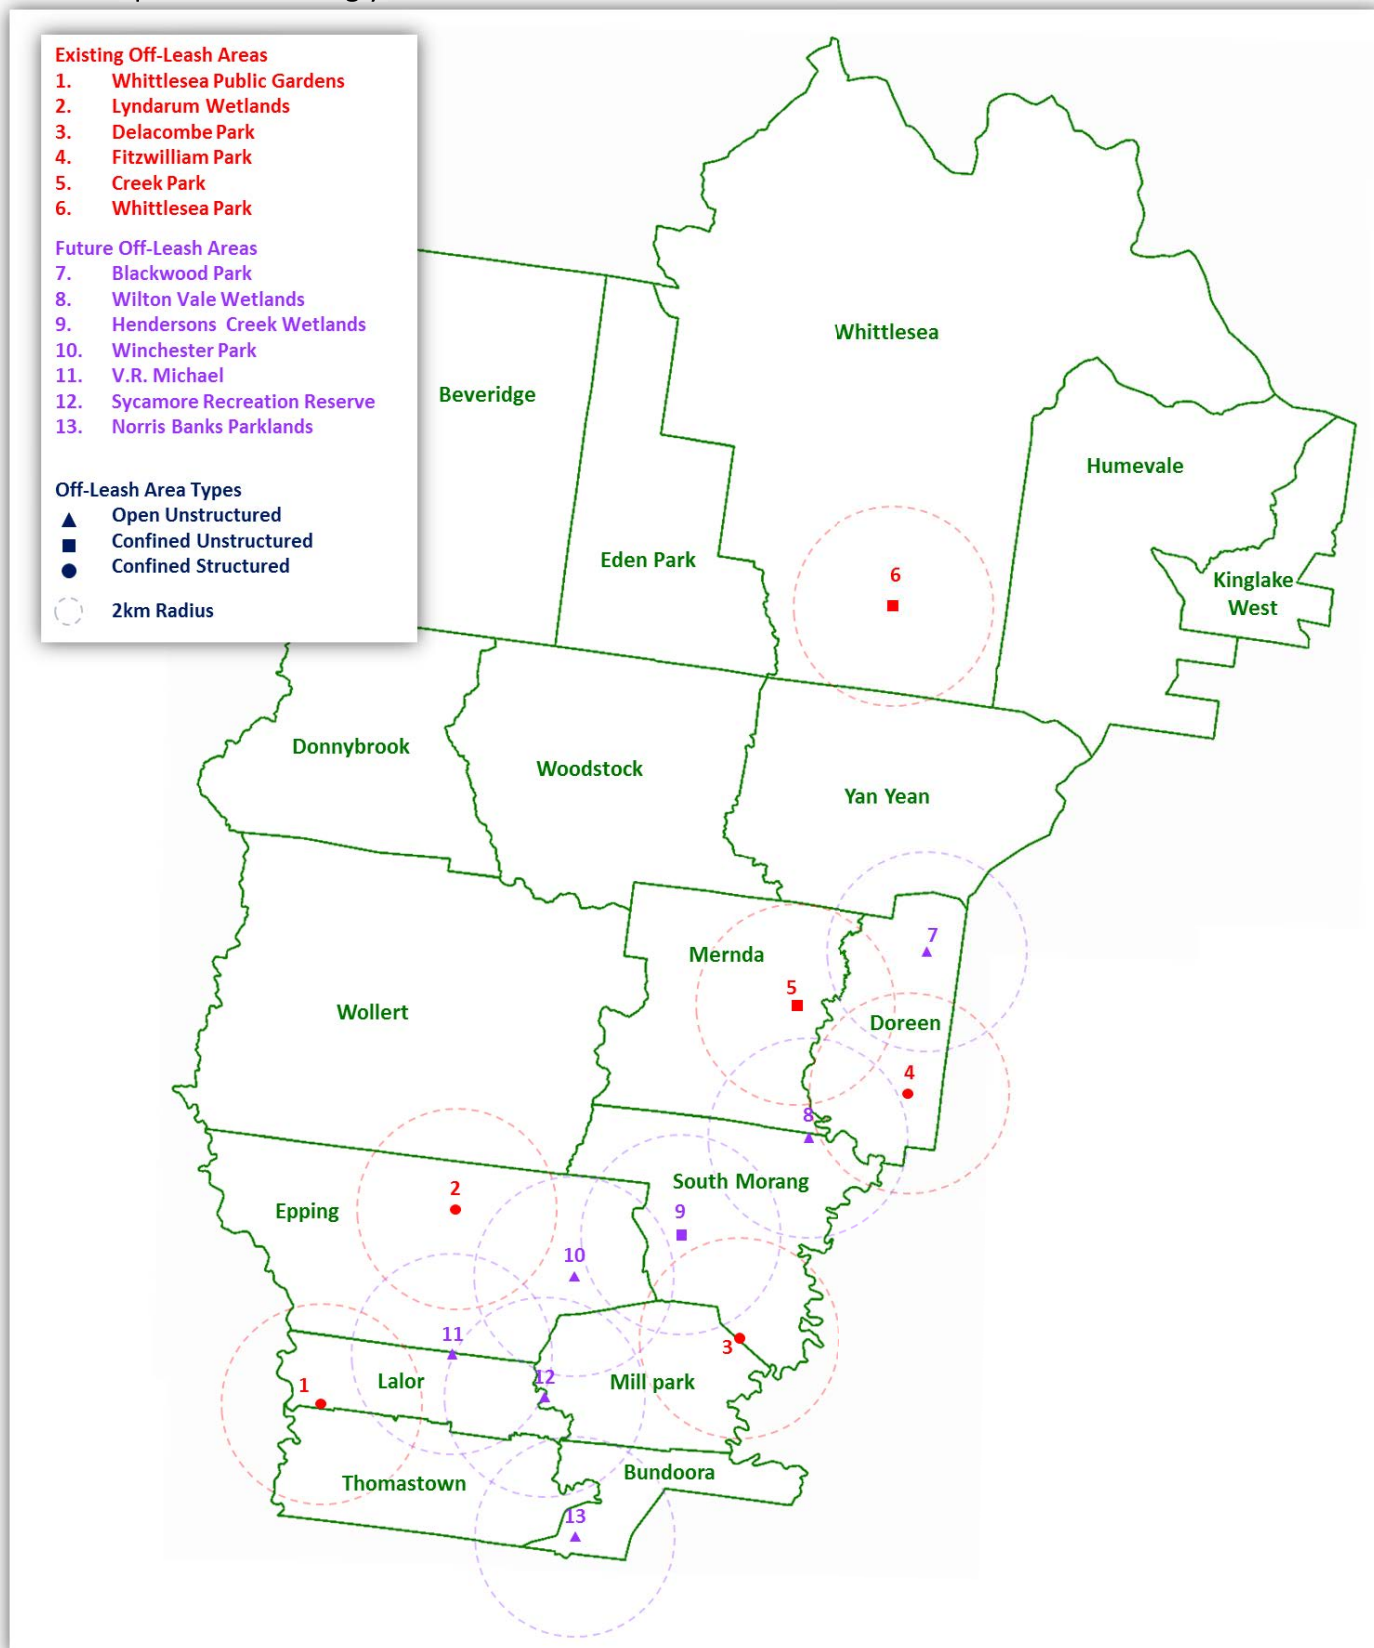 Existing Off-Leash Areas
1. Whittlesea Public Gardens
2. Lyndarum Wetlands
3. Delacombe Park
4. Fitzwilliam Park
5. Creek Park
6. Whittlesea Park
Future Off-Leash Areas
7. Blackwood Park
8. Wilton Vale Wetlands
9. Hendersons Creek Wetlands
10. Winchester Park
11. V.R. Michael
12. Sycamore Recreation Reserve
13. Norris Banks Parklands
Off-Leash Area Types
Open Unstructured
Confined Unstructured
Confined Structured
2km Radius
Whittlesea
Beveridge
Humevale
Eden Park
6
Kinglake
West
Donnybrook
Woodstock
Yan Yean
7
Mernda
5
Wollert
Doreen
4
8
South Morang
2
Epping
9
10
11
3
12
Lalor
1
Mill park
Bundoora
Thomastown
13